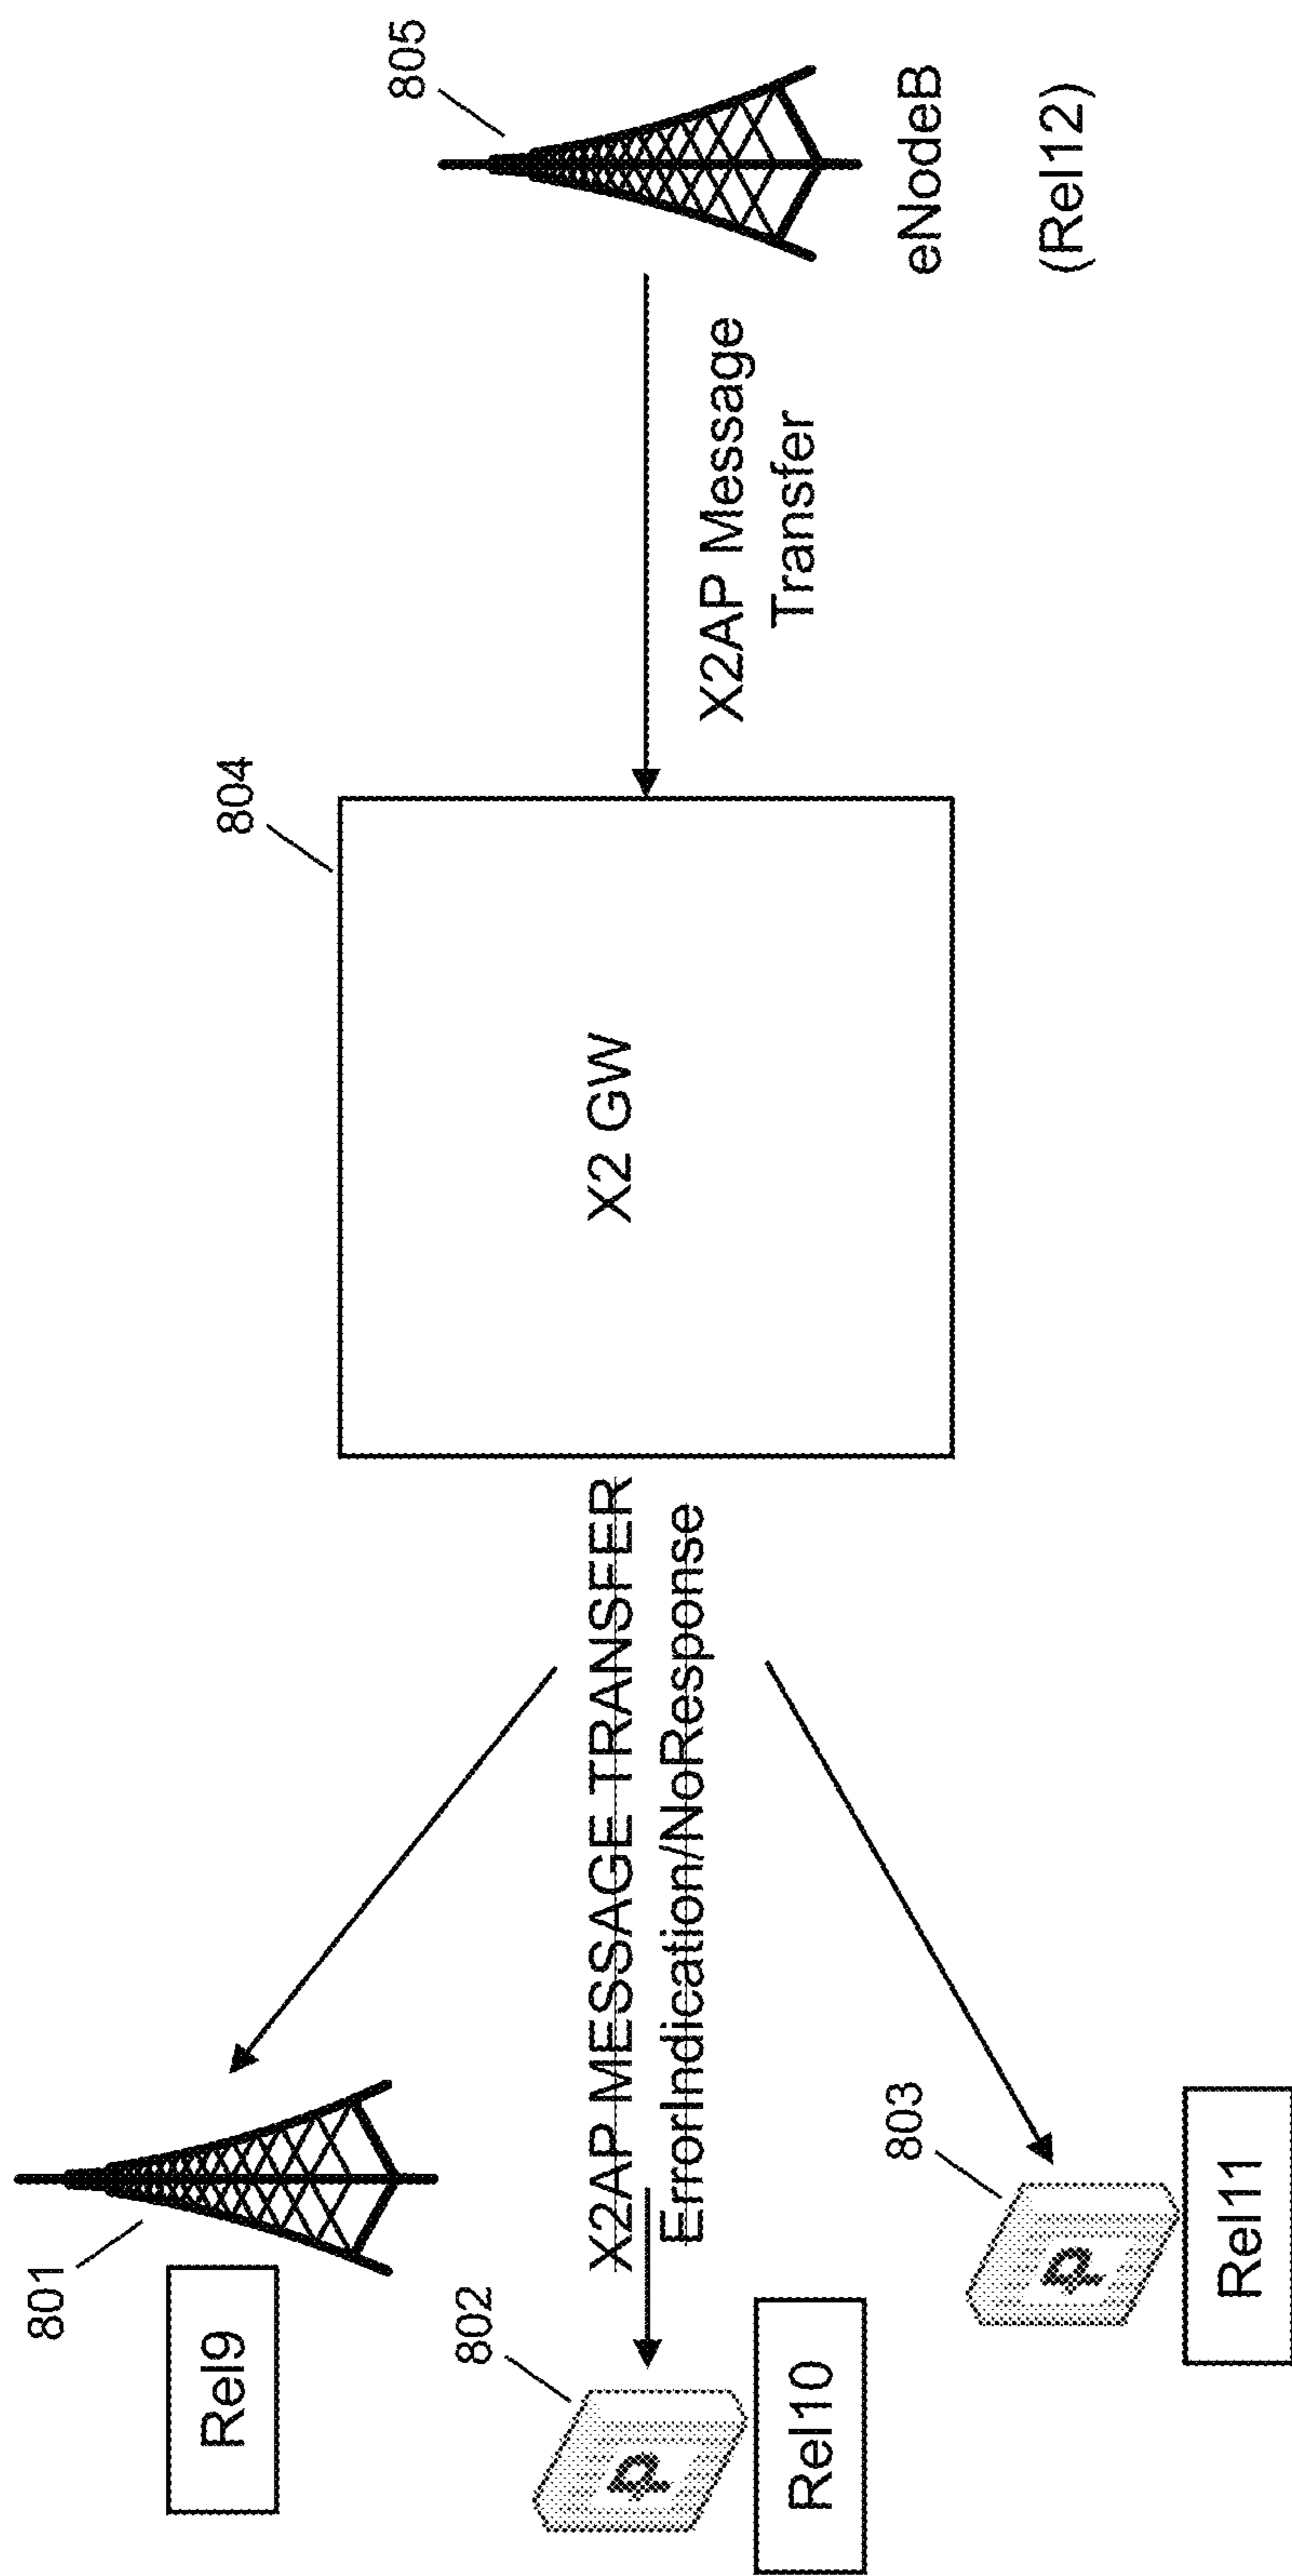 801
Rel9
802
Rel10
803
Rel11
X2AP MESSAGE TRANSFER
ErrorIndication/NoResponse
804
X2 GW
X2AP Message
Transfer
805
eNodeB
(Rel12)